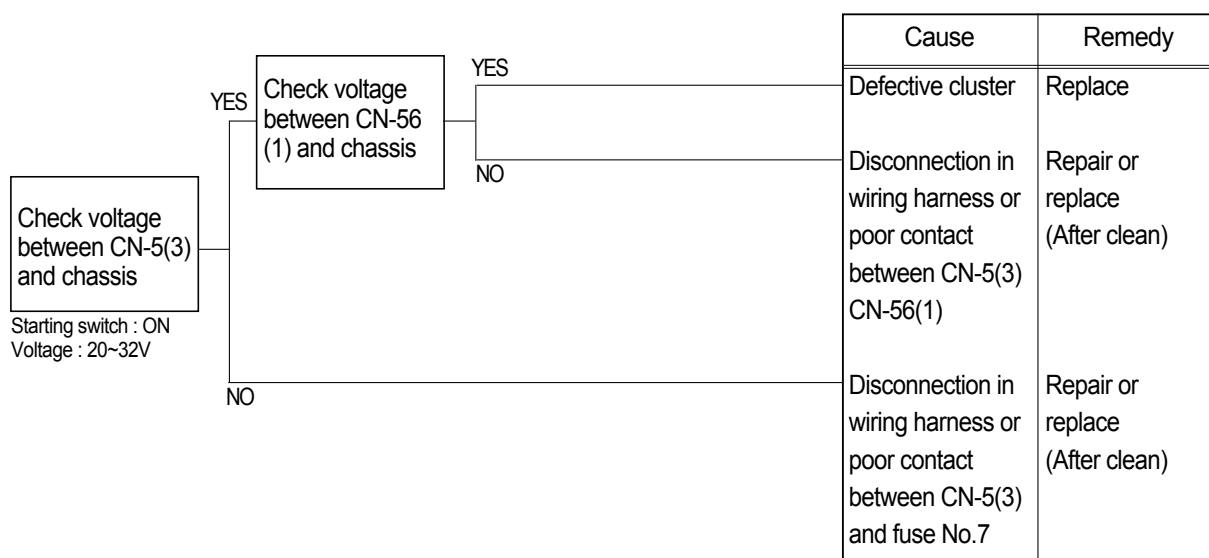 Cause
Remedy
YES
Check voltage
between CN-56
(1) and chassis
YES
Defective cluster
Replace
NO
Disconnection in
wiring harness or
poor contact
between CN-5(3)
CN-56(1)
Repair or
replace
(After clean)
Check voltage
between CN-5(3)
and chassis
Starting switch : ON
Voltage : 20~32V
NO
Disconnection in
wiring harness or
poor contact
between CN-5(3)
and fuse No.7
Repair or
replace
(After clean)